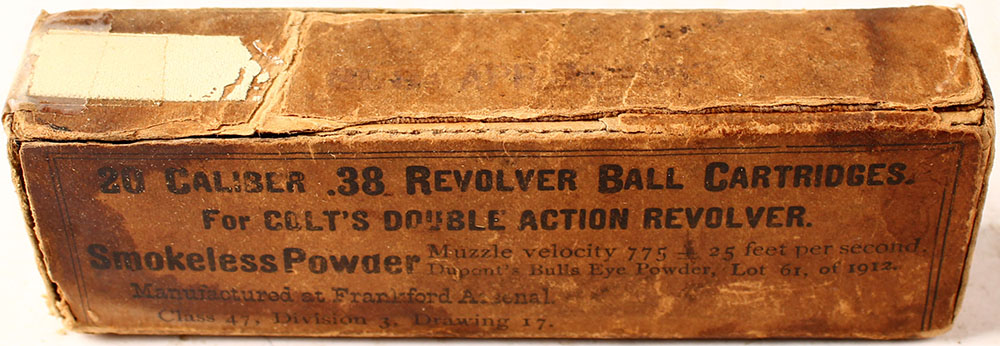 20 CALIBER .38 REVOLVER BALL CARTRIDGES.
FOR COLT'S DOUBLE ACTION REVOLVER.
Smokeless Powder Muzzle velocity 775 ± 25 feet per second.
Dupont's Bulls Eye Powder, Lot 61, of 1912.
Manufactured at Frankford Arsenal.
Class 47, Division 3, Drawing 17.